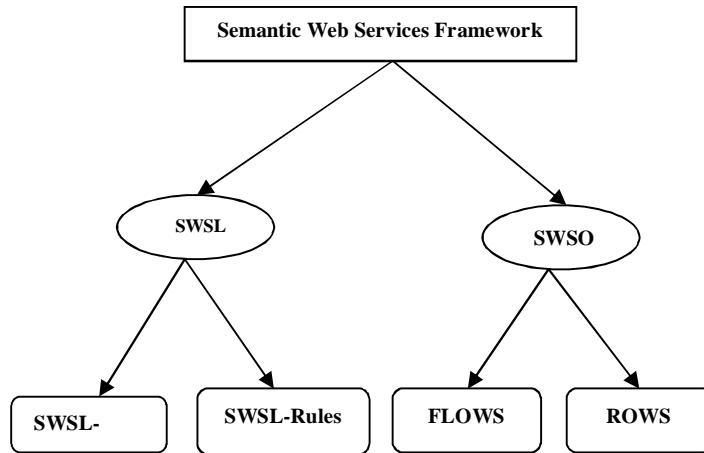 Semantic Web Services Framework
SWSL
SWSO
SWSL-
SWSL-Rules
FLOWS
ROWS